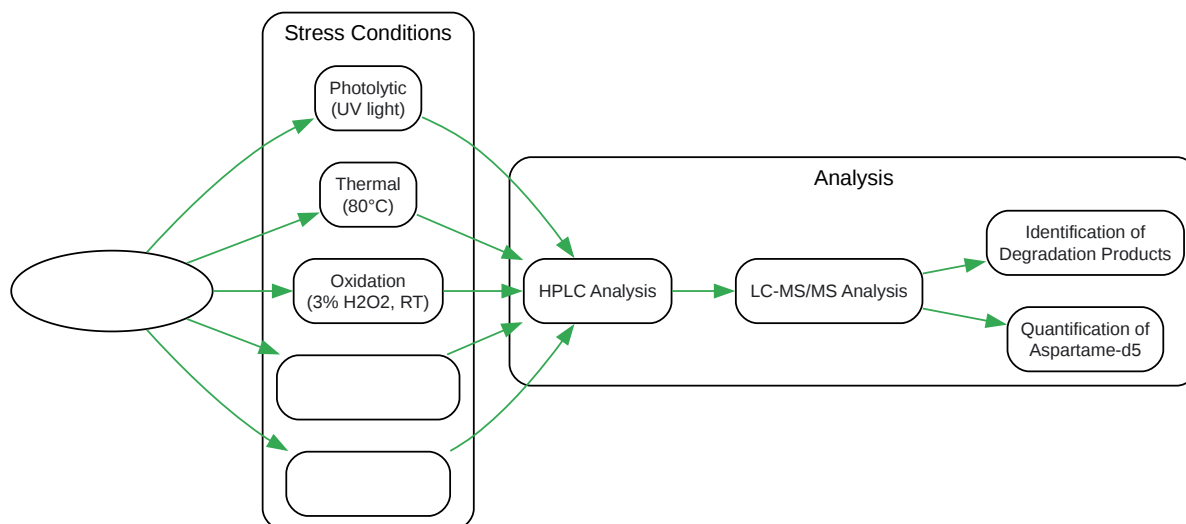 Stress Conditions
Photolytic
(UV light)
Thermal
(80°C)
Oxidation
(3% H2O2, RT)
Analysis
HPLC Analysis
LC-MS/MS Analysis
Identification of
Degradation Products
Quantification of
Aspartame-d5